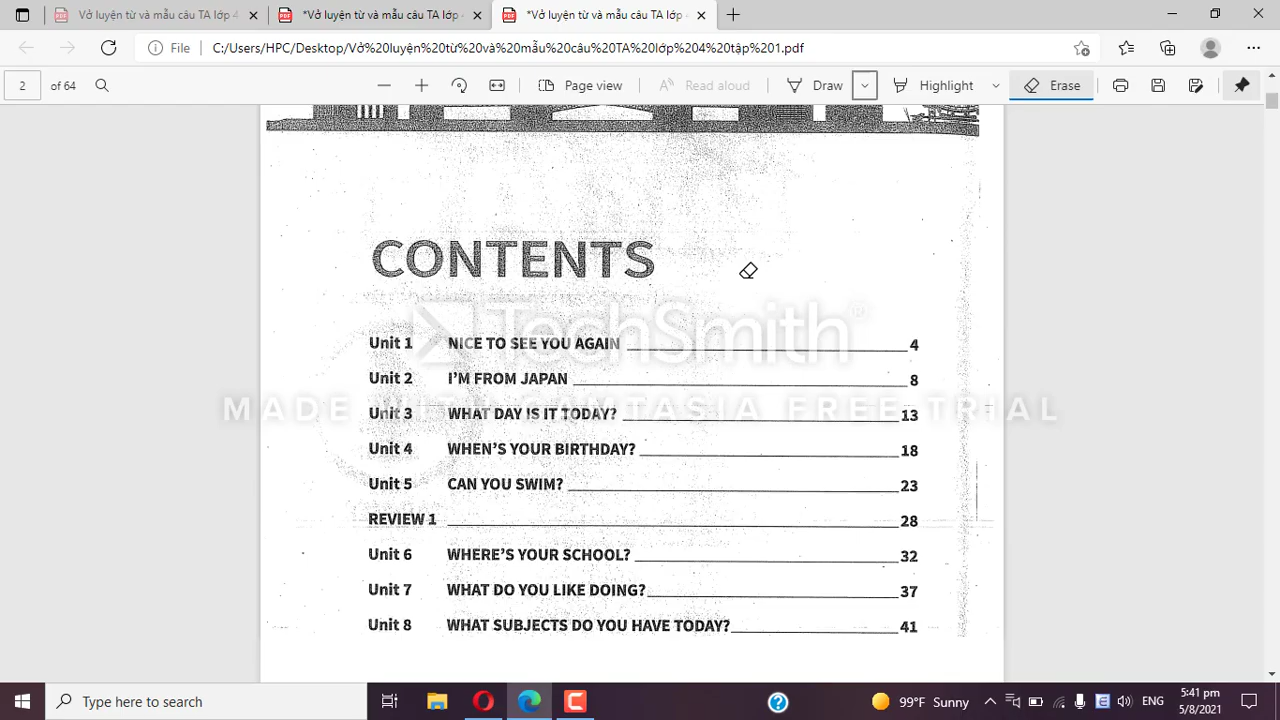 Vở luyện từ và mẫu câu TA lớp 4
*Vở luyện từ và mẫu câu TA lớp
*Vở luyện từ và mẫu câu TA lớp
File
C:/Users/HPC/Desktop/Vở%20luyện%20từ%20và%20mẫu%20câu%20TA%20lớp%204%20tập%201.pdf
2 of 64
Page view
Read aloud
Draw
Highlight
Erase
CONTENTS
TechSmith®
Unit 1 NICE TO SEE YOU AGAIN 4
Unit 2 I'M FROM JAPAN 8
MADE WITH CAMTASIA FREE TRIAL
Unit 3 WHAT DAY IS IT TODAY? 13
Unit 4 WHEN'S YOUR BIRTHDAY? 18
Unit 5 CAN YOU SWIM? 23
REVIEW 1 28
Unit 6 WHERE'S YOUR SCHOOL? 32
Unit 7 WHAT DO YOU LIKE DOING? 37
Unit 8 WHAT SUBJECTS DO YOU HAVE TODAY? 41
Type here to search
99°F Sunny
ENG
5:41 pm
5/8/2021